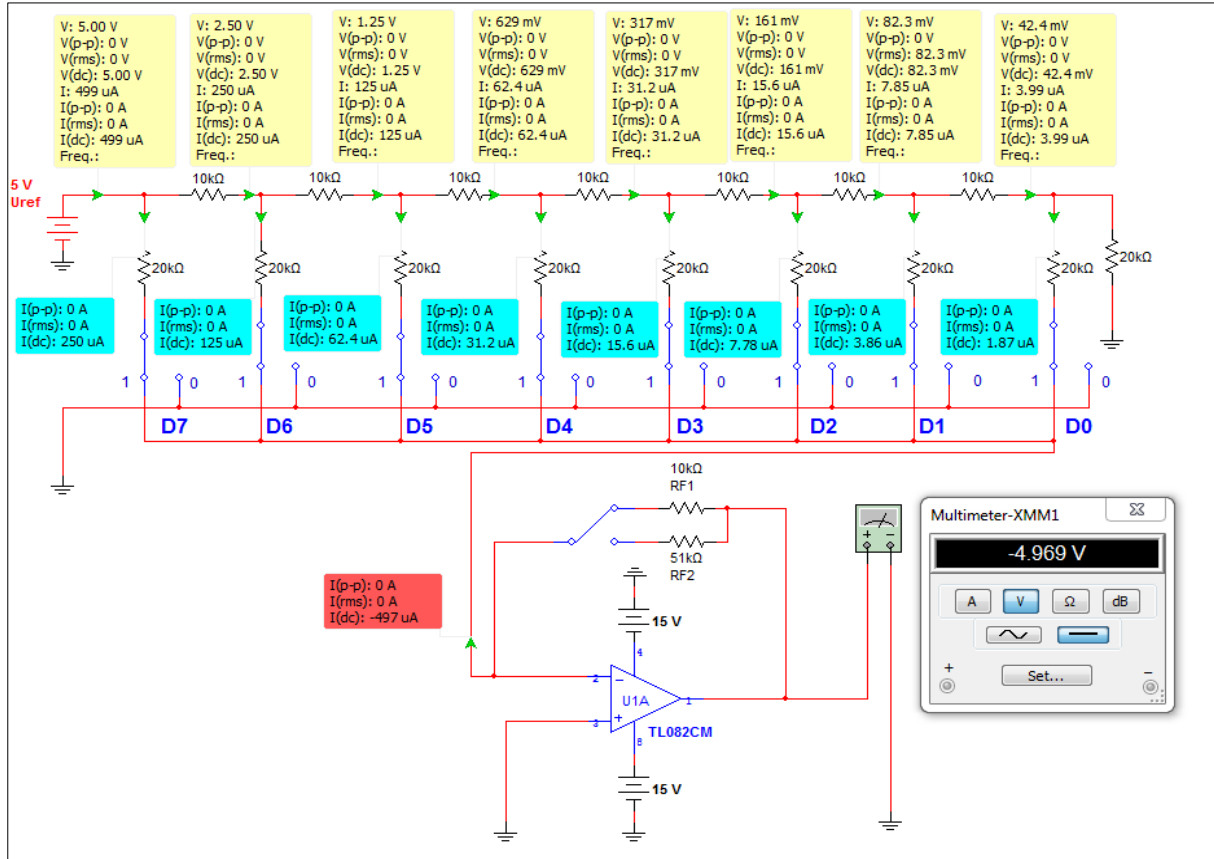 V: 5.00 V
V(p-p): 0 V
V(rms): 0 V
V(dc): 5.00 V
I: 499 uA
I(p-p): 0 A
I(rms): 0 A
I(dc): 499 uA
Freq.:
V: 2.50 V
V(p-p): 0 V
V(rms): 0 V
V(dc): 2.50 V
I: 250 uA
I(p-p): 0 A
I(rms): 0 A
I(dc): 250 uA
Freq.:
V: 1.25 V
V(p-p): 0 V
V(rms): 0 V
V(dc): 1.25 V
I: 125 uA
I(p-p): 0 A
I(rms): 0 A
I(dc): 125 uA
Freq.:
V: 629 mV
V(p-p): 0 V
V(rms): 0 V
V(dc): 629 mV
I: 62.4 uA
I(p-p): 0 A
I(rms): 0 A
I(dc): 62.4 uA
Freq.:
V: 317 mV
V(p-p): 0 V
V(rms): 0 V
V(dc): 317 mV
I: 31.2 uA
I(p-p): 0 A
I(rms): 0 A
I(dc): 31.2 uA
Freq.:
V: 161 mV
V(p-p): 0 V
V(rms): 0 V
V(dc): 161 mV
I: 15.6 uA
I(p-p): 0 A
I(rms): 0 A
I(dc): 15.6 uA
Freq.:
V: 82.3 mV
V(p-p): 0 V
V(rms): 82.3 mV
V(dc): 82.3 mV
I: 7.85 uA
I(p-p): 0 A
I(rms): 0 A
I(dc): 7.85 uA
Freq.:
V: 42.4 mV
V(p-p): 0 V
V(rms): 0 V
V(dc): 42.4 mV
I: 3.99 uA
I(p-p): 0 A
I(rms): 0 A
I(dc): 3.99 uA
Freq.:
5 V
Uref
10kΩ
10kΩ
10kΩ
10kΩ
10kΩ
10kΩ
10kΩ
20kΩ
20kΩ
20kΩ
20kΩ
20kΩ
20kΩ
20kΩ
20kΩ
20kΩ
I(p-p): 0 A
I(rms): 0 A
I(dc): 250 uA
I(p-p): 0 A
I(rms): 0 A
I(dc): 125 uA
I(p-p): 0 A
I(rms): 0 A
I(dc): 62.4 uA
I(p-p): 0 A
I(rms): 0 A
I(dc): 31.2 uA
I(p-p): 0 A
I(rms): 0 A
I(dc): 15.6 uA
I(p-p): 0 A
I(rms): 0 A
I(dc): 7.78 uA
I(p-p): 0 A
I(rms): 0 A
I(dc): 3.86 uA
I(p-p): 0 A
I(rms): 0 A
I(dc): 1.87 uA
1 0 1 0 1 0 1 0 1 0 1 0 1 0 1 0
D7 D6 D5 D4 D3 D2 D1 D0
10kΩ
RF1
51kΩ
RF2
I(p-p): 0 A
I(rms): 0 A
I(dc): -497 uA
15 V
4
2
U1A
1
3
TL082CM
8
15 V
Multimeter-XMM1
-4.969 V
A V Ω dB
+ Set... -